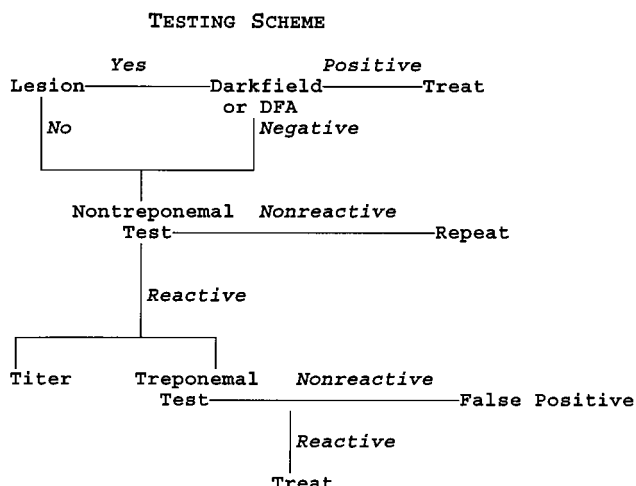 TESTING SCHEME
Yes Positive
Lesion Darkfield Treat
or DFA
No Negative
Nontreponemal Nonreactive
Test Repeat
Reactive
Titer Treponemal Nonreactive
Test False Positive
Reactive
Treat